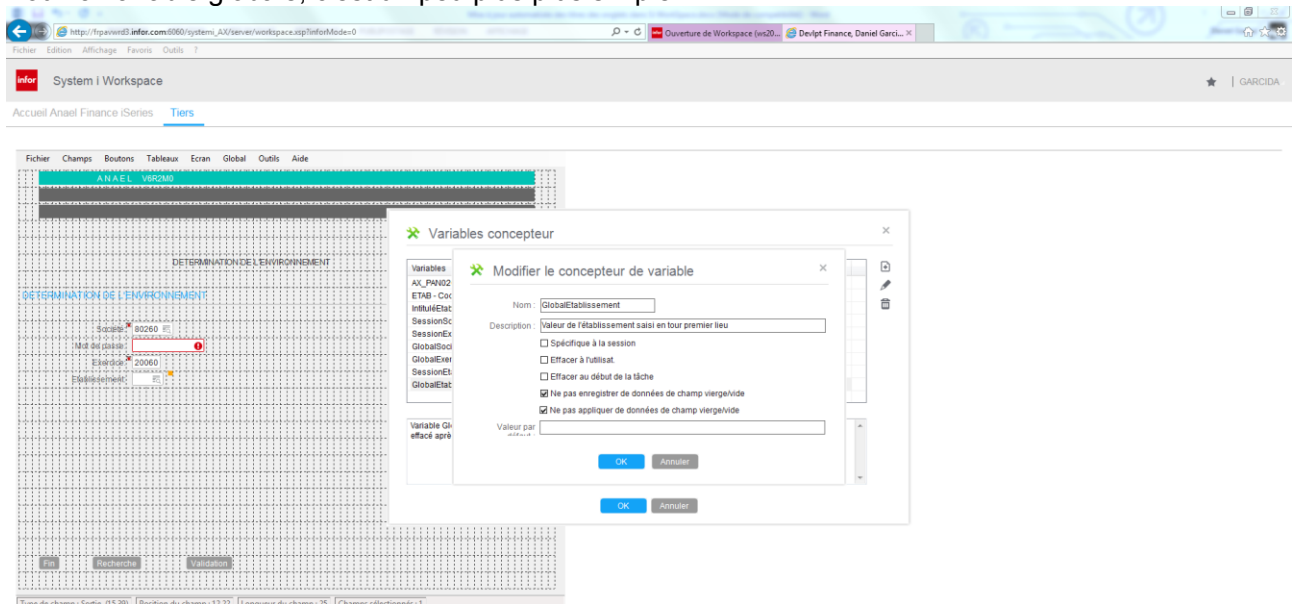 http://frpaviwrd3.infor.com:6060/systemi_AX/server/workspace.xsp?inforMode=0
Ouverture de Workspace (ws20...
Devlpt Finance, Daniel Garci...
Fichier Edition Affichage Favoris Outils ?
infor System i Workspace
GARCIDA
Accueil Anael Finance iSeries Tiers
Fichier Champs Boutons Tableaux Ecran Global Outils Aide
ANAEL V6R2M0
DETERMINATION DE L'ENVIRONNEMENT
DETERMINATION DE L'ENVIRONNEMENT
Société: 80260
Mot de passe:
Exercice: 20060
Etablissement:
Fin Recherche Validation
Variables concepteur
Variables
AX_PAN02
ETAB - Coc
IntituléEtab
SessionSc
SessionEx
GlobalSoci
GlobalExer
SessionEta
GlobalEtab
Variable Glo
effacé aprè
Modifier le concepteur de variable
Nom : GlobalEtablissement
Description : Valeur de l'établissement saisi en tour premier lieu
Spécifique à la session
Effacer à l'utilisat.
Effacer au début de la tâche
Ne pas enregistrer de données de champ vierge/vide
Ne pas appliquer de données de champ vierge/vide
Valeur par
OK Annuler
OK Annuler